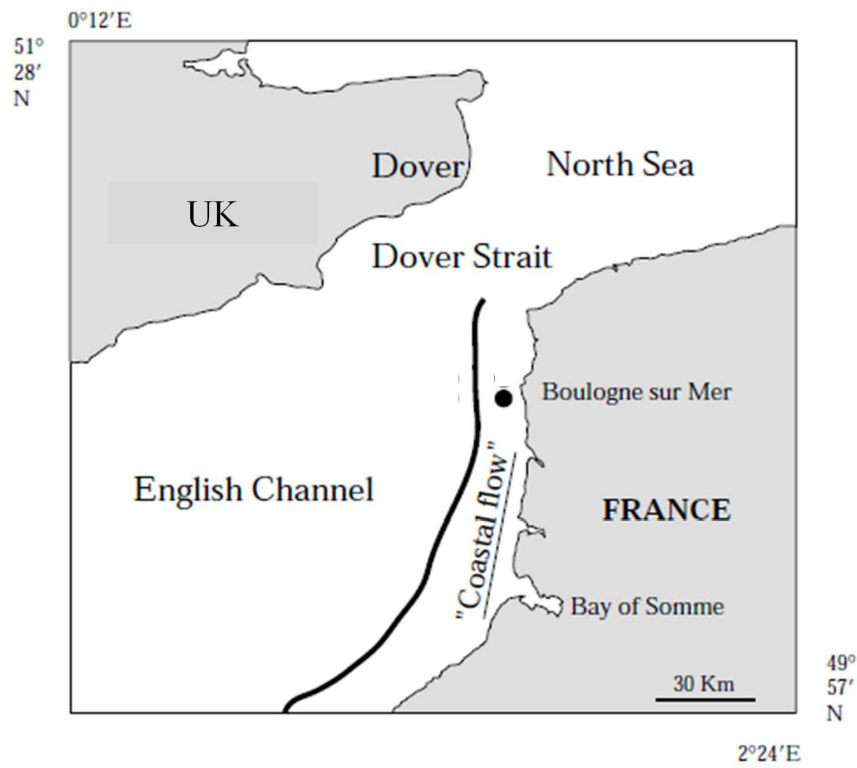 0°12′E
51°
28′
N
Dover
North Sea
UK
Dover Strait
Boulogne sur Mer
English Channel
"Coastal flow"
FRANCE
Bay of Somme
30 Km
49°
57′
N
2°24′E